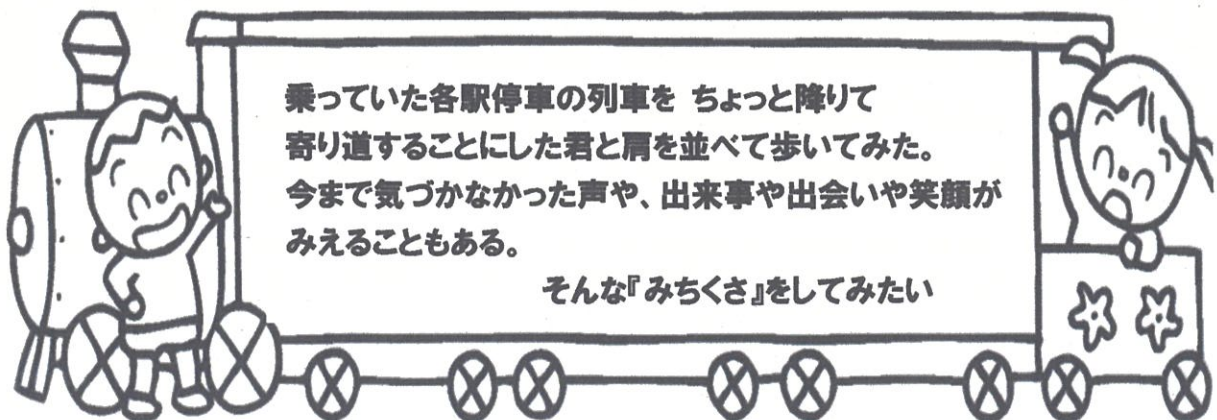 乗っていた各駅停車の列車を ちょっと降りて
寄り道することにした君と肩を並べて歩いてみた。
今まで気づかなかった声や、出来事や出会いや笑顔が
みえることもある。
そんな『みちくさ』をしてみたい